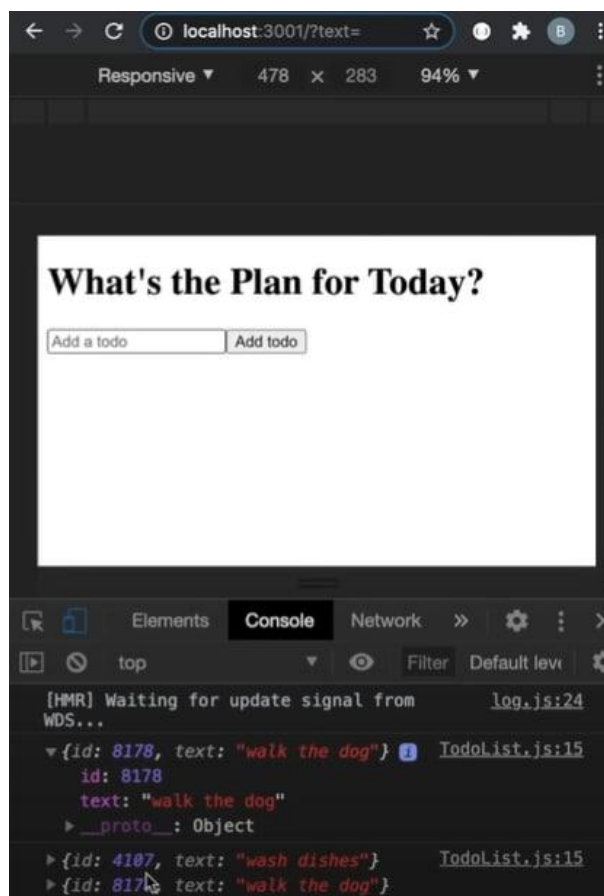 localhost:3001/?text=
B
Responsive 478 × 283 94%
What's the Plan for Today?
Add a todo Add todo
Elements Console Network »
top Filter Default leve
[HMR] Waiting for update signal from log.js:24
WDS...
{id: 8178, text: "walk the dog"} i TodoList.js:15
id: 8178
text: "walk the dog"
__proto__: Object
{id: 4107, text: "wash dishes"} TodoList.js:15
{id: 8178, text: "walk the dog"}